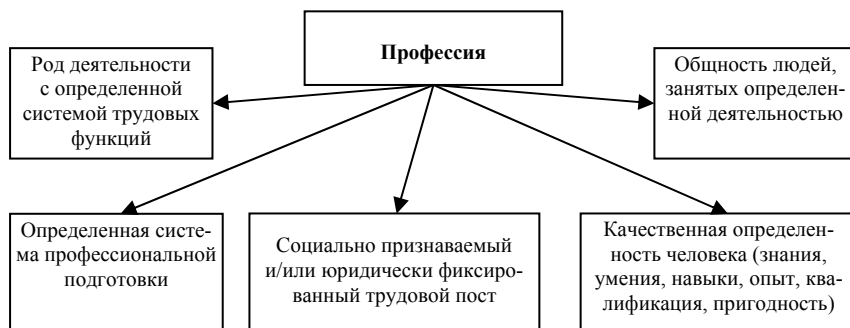 Профессия
Род деятельности
с определенной
системой трудовых
функций
Общность людей,
занятых определен-
ной деятельностью
Определенная систе-
ма профессиональной
подготовки
Социально признаваемый
и/или юридически фиксиро-
ванный трудовой пост
Качественная определен-
ность человека (знания,
умения, навыки, опыт, ква-
лификация, пригодность)